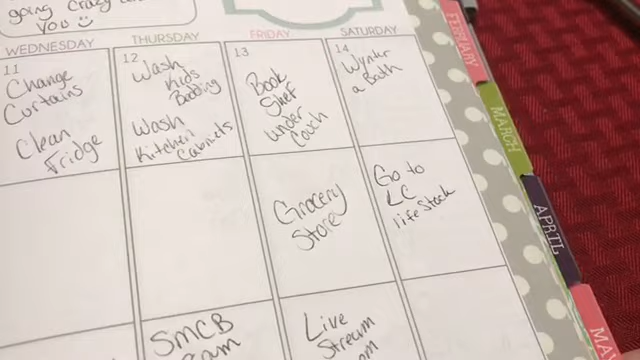 going crazy
you
WEDNESDAY
THURSDAY
FRIDAY
SATURDAY
11
Change
Curtains
Clean
Fridge
12
Wash
Kids
Bedding
Wash
Kitchen
Cabinets
13
Book
Shelf
under
Couch
14
Wynter
a Bath
Grocery
Store
Go to
LC
lifestock
SMCB
Live
Stream
FEBRUARY
MARCH
APRIL
MA